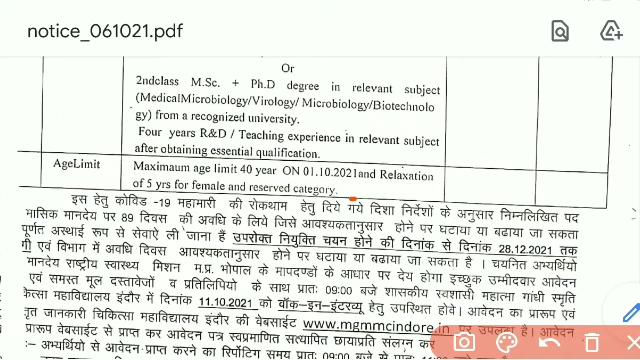 notice_061021.pdf
Or
2ndclass M.Sc. + Ph.D degree in relevant subject
(MedicalMicrobiology/Virology/ Microbiology/Biotechnolo
gy) from a recognized university.
Four years R&D / Teaching experience in relevant subject
after obtaining essential qualification.
AgeLimit
Maximaum age limit 40 year ON 01.10.2021and Relaxation
of 5 yrs for female and reserved category.
इस हेतु कोविड -19 महामारी की रोकथाम हेतु दिये गये दिशा निर्देशों के अनुसार निम्नलिखित पद
मासिक मानदेय पर 89 दिवस की अवधि के लिये जिसे आवश्यकतानुसार होने पर घटाया या बढाया जा सकता
पूर्णत अस्थाई रूप से सेवाऐं ली जाना हैं उपरोक्त नियुक्ति चयन होने की दिनांक से दिनांक 28.12.2021 तक
गी एवं विभाग में अवधि दिवस आवश्यकतानुसार होने पर घटाया या बढाया जा सकता है । चयनित अभ्यर्थियो
मानदेय राष्ट्रीय स्वास्थ्य मिशन म.प्र. भोपाल के मापदण्डों के आधार पर देय होगा इच्छुक उम्मीदवार आवेदन
एवं समस्त मूल दस्तावेजों व प्रतिलिपियो के साथ प्रातः 09:00 बजे शासकीय स्वशासी महात्मा गांधी स्मृति
कित्सा महाविद्यालय इंदौर में दिनांक 11.10.2021 को वॉक-इन-इंटरव्यू हेतु उपस्थित होवे। आवेदन का प्रारूप एवं
तृत जानकारी चिकित्सा महाविद्यालय इंदौर की वेबसाईट www.mgmmcindore.in पर उपलब्ध है। आवेदन
प्रारूप वेबसाईट से प्राप्त कर आवेदन पत्र स्वप्रमाणित सत्यापित छायाप्रति संलग्न कर
:– अभ्यर्थियो से आवेदन प्राप्त करने का रिपोंटिग समय प्रातः 09:00 बजे से प्रातः